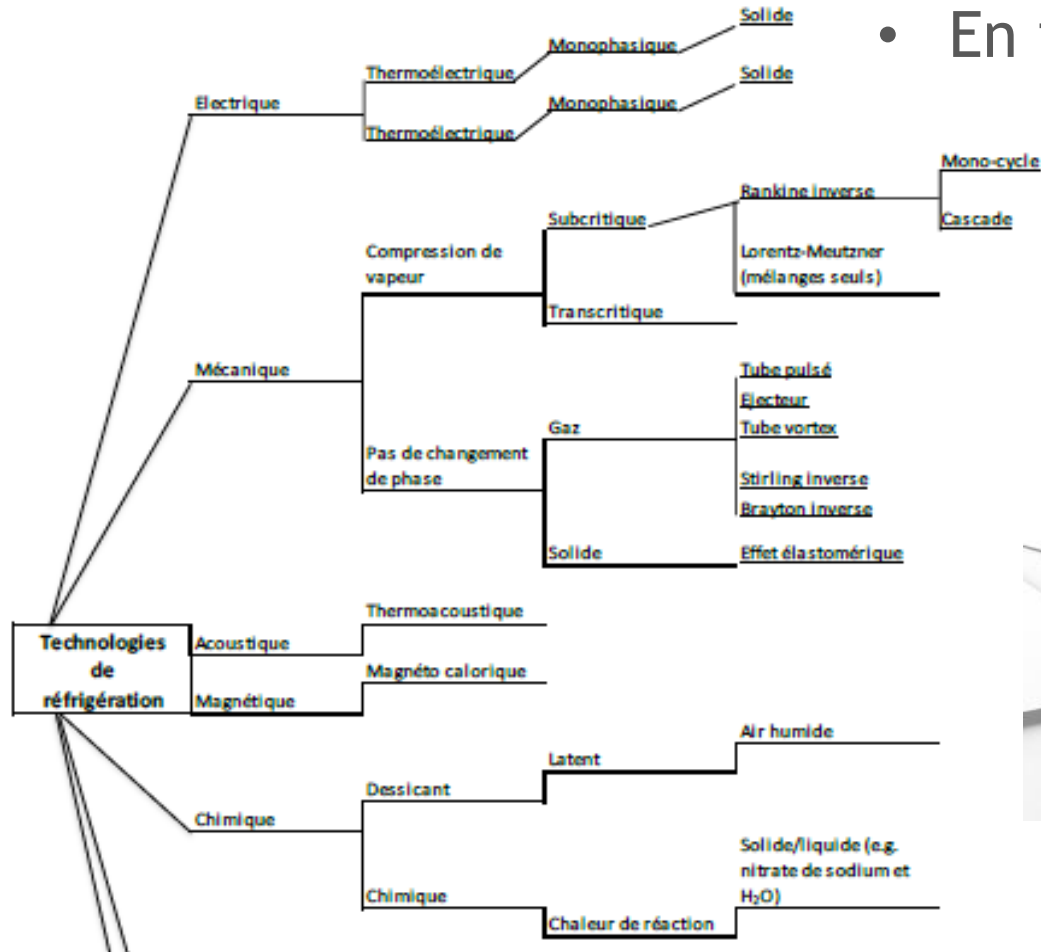 • En
Electrique
Thermoélectrique
Monophasique
Solide
Thermoélectrique
Monophasique
Solide
Mécanique
Compression de
vapeur
Subcritique
Rankine inverse
Mono-cycle
Cascade
Lorentz-Meutzner
(mélanges seuls)
Transcritique
Pas de changement
de phase
Gaz
Tube pulsé
Ejecteur
Tube vortex
Stirling inverse
Brayton inverse
Solide
Effet élastomérique
Technologies
de
réfrigération
Acoustique
Thermoacoustique
Magnétique
Magnéto calorique
Chimique
Dessicant
Latent
Air humide
Chimique
Chaleur de réaction
Solide/liquide (e.g.
nitrate de sodium et
H₂O)